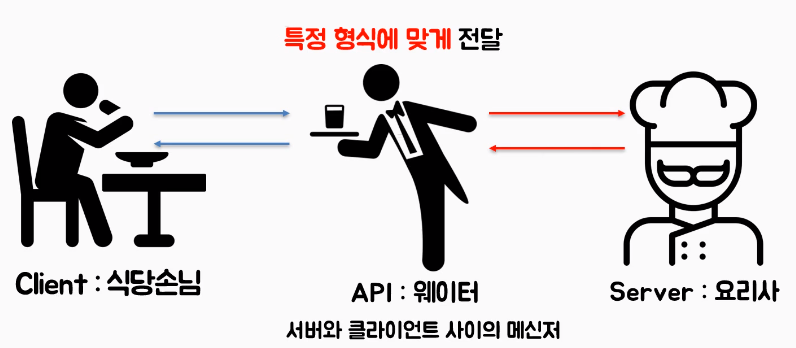 특정 형식에 맞게 전달
Client : 식당손님
API : 웨이터
Server : 요리사
서버와 클라이언트 사이의 메신저